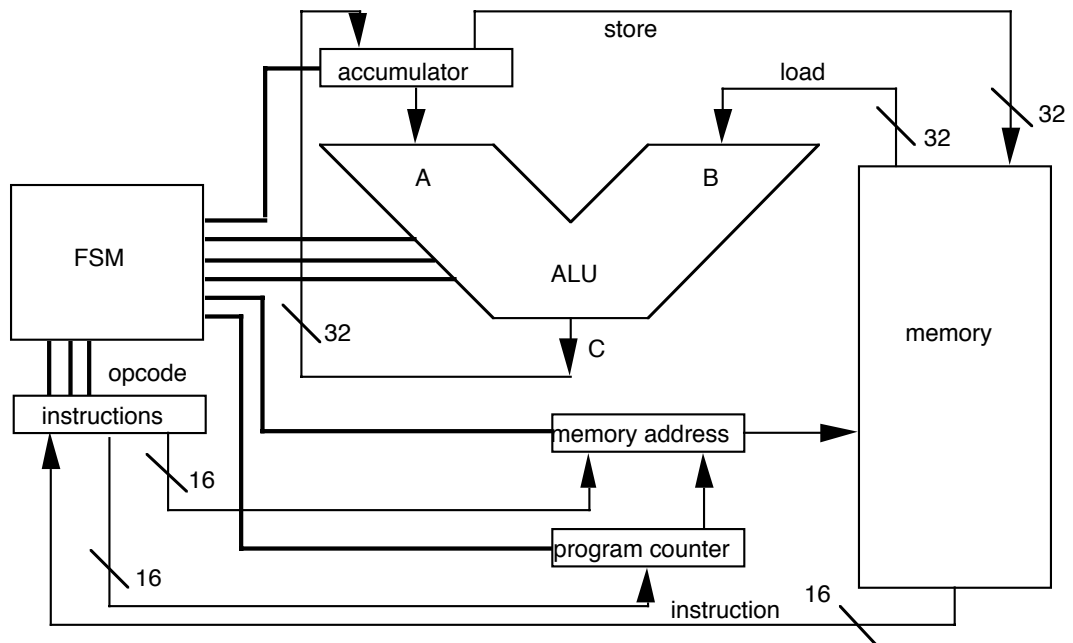 store
accumulator
load
32
32
A
B
FSM
ALU
32
C
memory
opcode
instructions
memory address
16
program counter
16
instruction
16